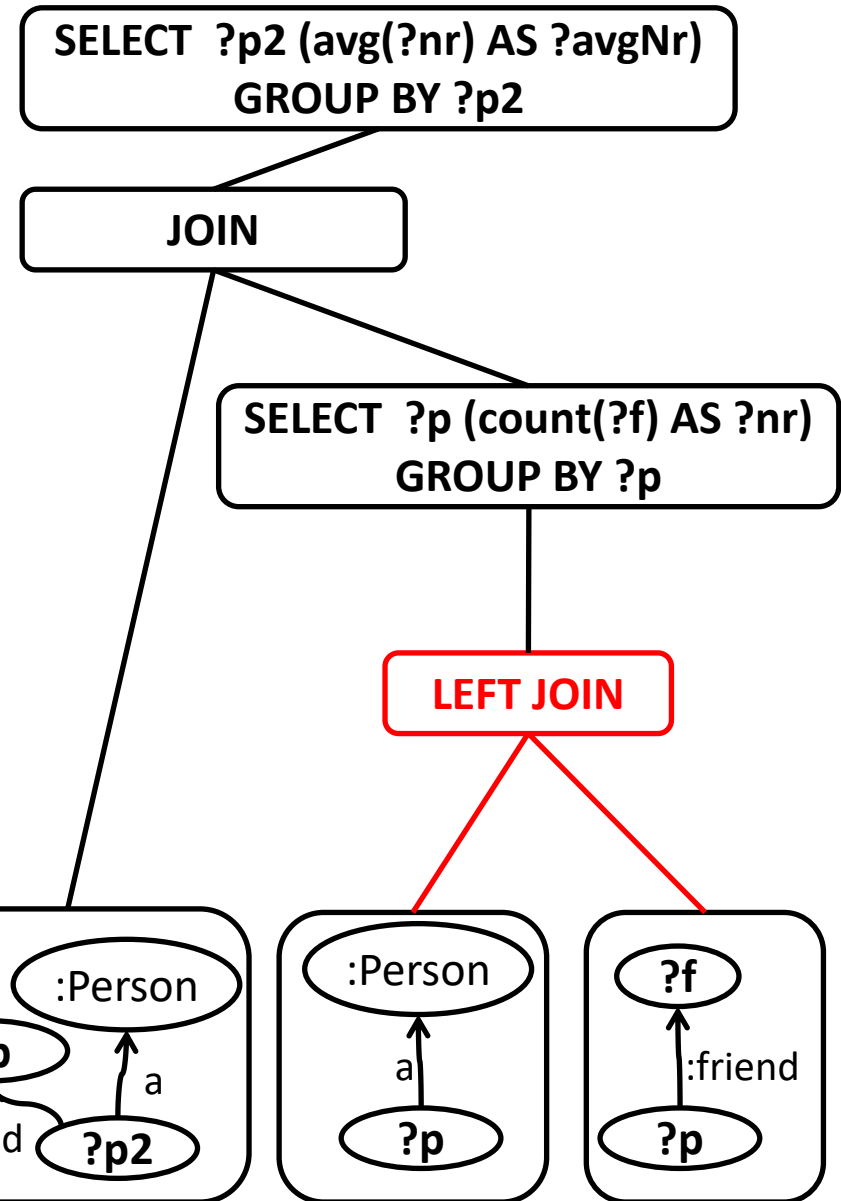 SELECT ?p2 (avg(?nr) AS ?avgNr)
GROUP BY ?p2
JOIN
SELECT ?p (count(?f) AS ?nr)
GROUP BY ?p
LEFT JOIN
:Person
a
?p2
:Person
a
?p
?f
:friend
?p